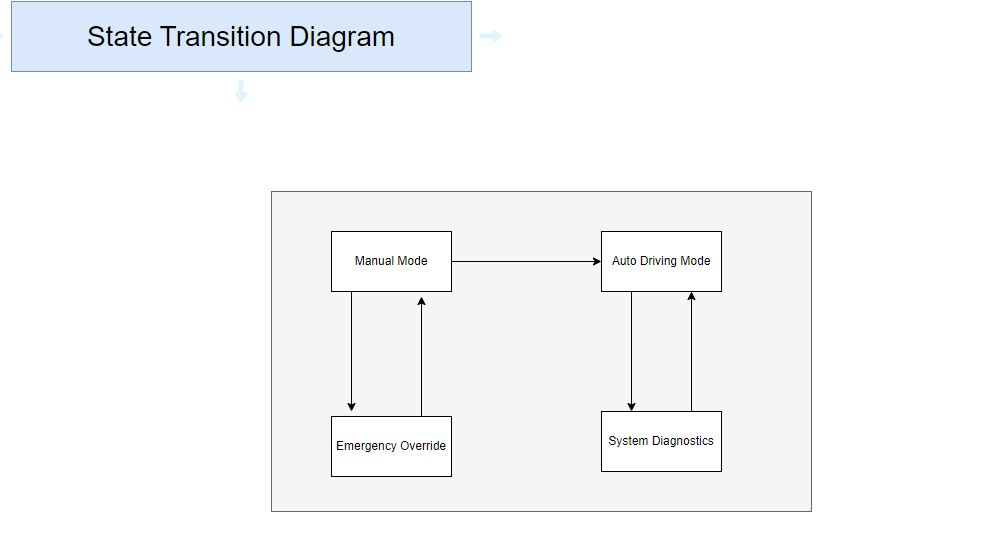 State Transition Diagram
Manual Mode
Auto Driving Mode
Emergency Override
System Diagnostics